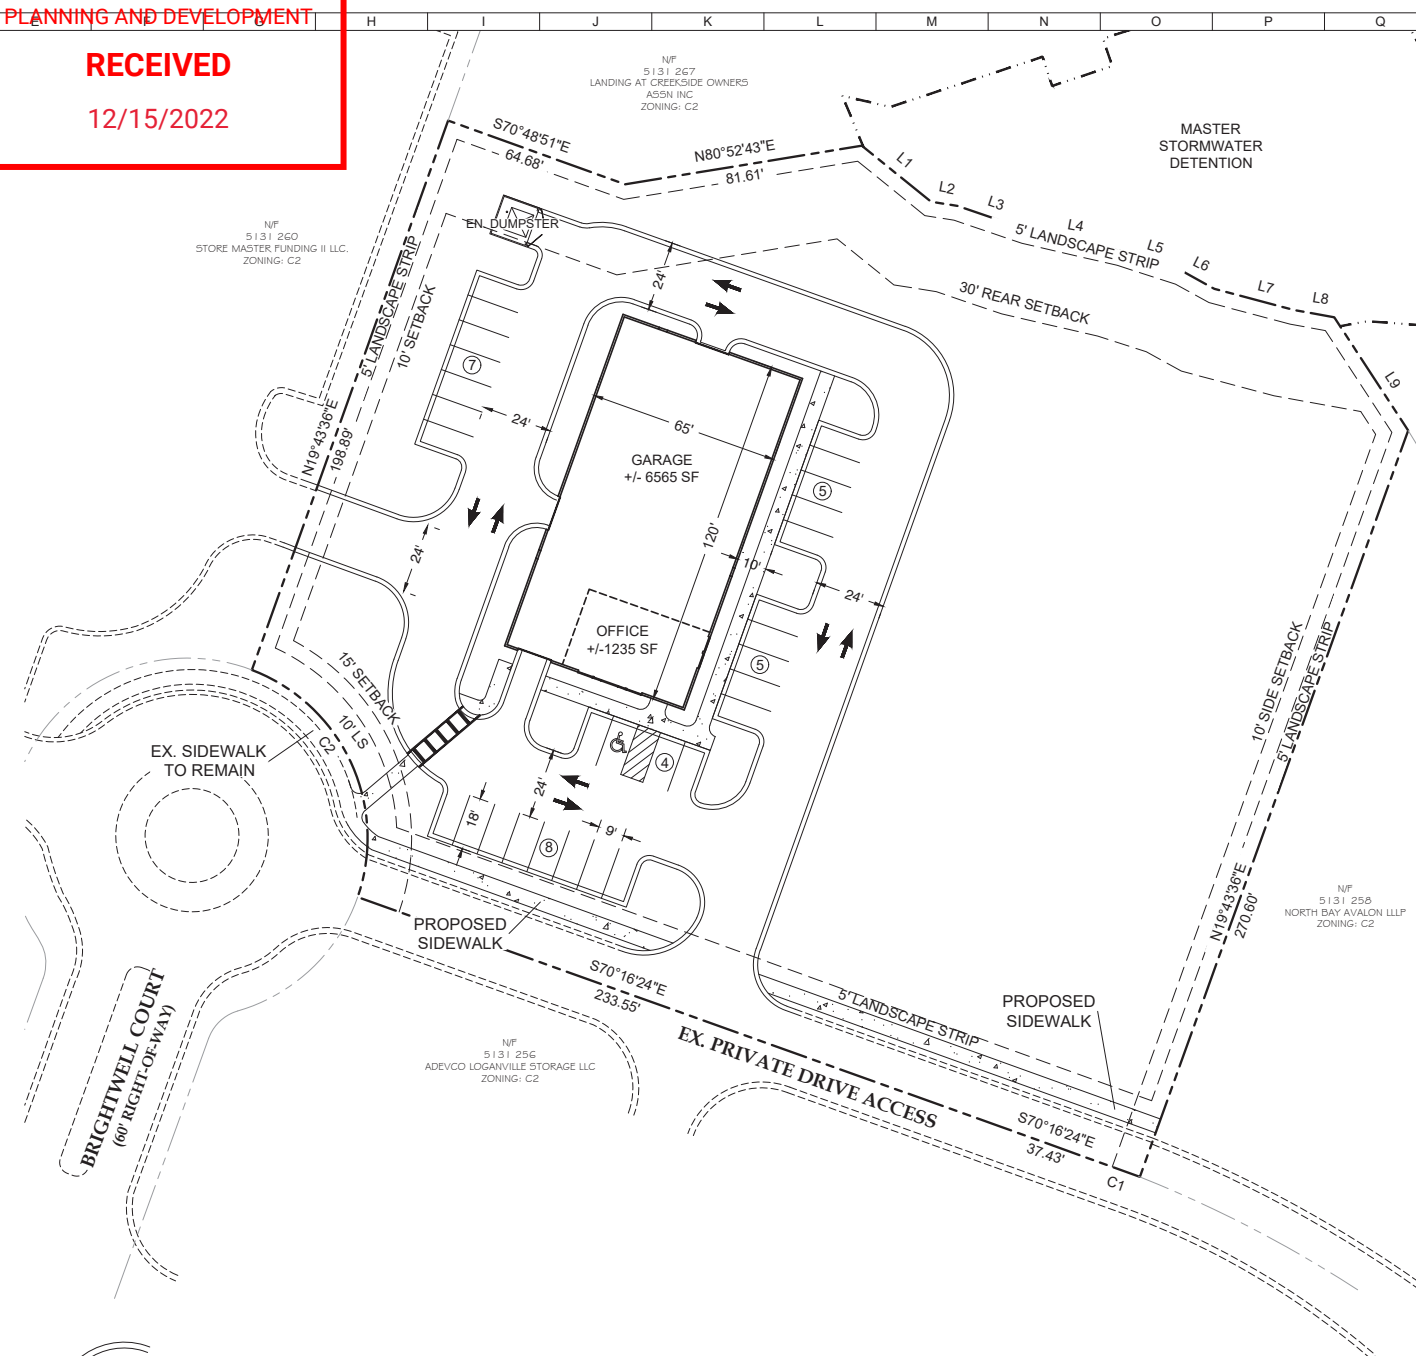 PLANNING AND DEVELOPMENT
E F G H I J K L M N O P Q
RECEIVED
12/15/2022
N/F
5131 267
LANDING AT CREEKSIDE OWNERS
ASSN INC
ZONING: C2
MASTER
STORMWATER
DETENTION
S70°48'51"E
64.68'
N80°52'43"E
81.61'
L1
L2
L3
L4
L5
L6
L7
L8
L9
5' LANDSCAPE STRIP
30' REAR SETBACK
N/F
5131 260
STORE MASTER FUNDING II LLC.
ZONING: C2
EN. DUMPSTER
5' LANDSCAPE STRIP
10' SETBACK
24'
7
24'
N19°43'36"E
198.89'
65'
GARAGE
+/- 6565 SF
120'
5
10'
24'
24'
OFFICE
+/-1235 SF
5
15' SETBACK
10' LS
C2
EX. SIDEWALK
TO REMAIN
4
24'
18'
9'
8
10' SIDE SETBACK
5' LANDSCAPE STRIP
N19°43'36"E
270.60'
N/F
5131 258
NORTH BAY AVALON LLLP
ZONING: C2
PROPOSED
SIDEWALK
S70°16'24"E
233.55'
5' LANDSCAPE STRIP
PROPOSED
SIDEWALK
EX. PRIVATE DRIVE ACCESS
N/F
5131 256
ADEVCO LOGANVILLE STORAGE LLC
ZONING: C2
S70°16'24"E
37.43'
C1
BRIGHTWELL COURT
(60' RIGHT-OF-WAY)